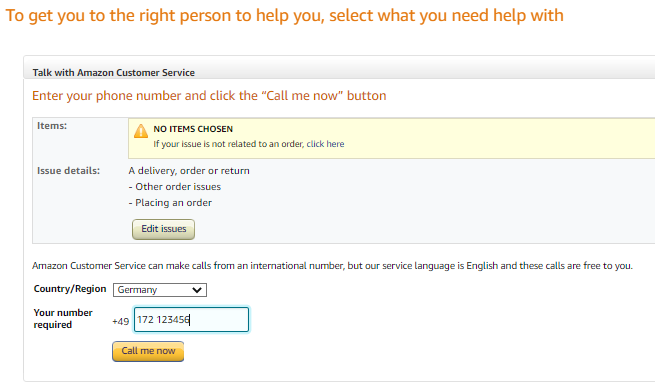 To get you to the right person to help you, select what you need help with
Talk with Amazon Customer Service
Enter your phone number and click the “Call me now” button
Items:
NO ITEMS CHOSEN
If your issue is not related to an order, click here
Issue details:
A delivery, order or return
- Other order issues
- Placing an order
Edit issues
Amazon Customer Service can make calls from an international number, but our service language is English and these calls are free to you.
Country/Region Germany
Your number
required
+49 172 123456
Call me now